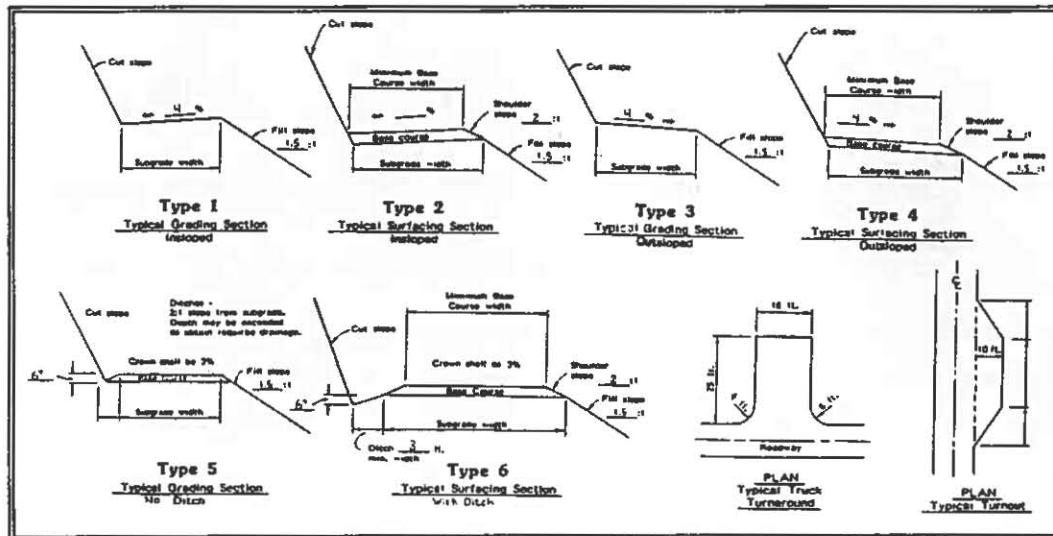 Cut slope
Cut slope
4 %
Fill slope
1.5 :1
Subgrade width
Type 1
Typical Grading Section
Insloped
Cut slope
Minimum Base
Course width
%
Shoulder
slope
2 :1
Base course
Fill slope
1.5 :1
Subgrade width
Type 2
Typical Surfacing Section
Insloped
Cut slope
4 %
Fill slope
1.5 :1
Subgrade width
Type 3
Typical Grading Section
Outsloped
Cut slope
Minimum Base
Course width
4 %
Shoulder
slope
2 :1
Base course
1.5 :1
Subgrade width
Type 4
Typical Surfacing Section
Outsloped
Cut slope
Ditches -
2:1 slope from subgrade.
Depth may be exceeded
to obtain required drainage.
Crown shall be 3%
6"
Fill slope
1.5 :1
Subgrade width
Type 5
Typical Grading Section
No Ditch
Cut slope
Minimum Base
Course width
Crown shall be 3%
Shoulder
slope
2 :1
6"
Base Course
Fill slope
1.5 :1
Subgrade width
Ditch 3 ft.
min. width
Type 6
Typical Surfacing Section
With Ditch
16 ft.
25 ft.
Roadway
PLAN
Typical Truck
Turnaround
10 ft.
PLAN
Typical Turnout